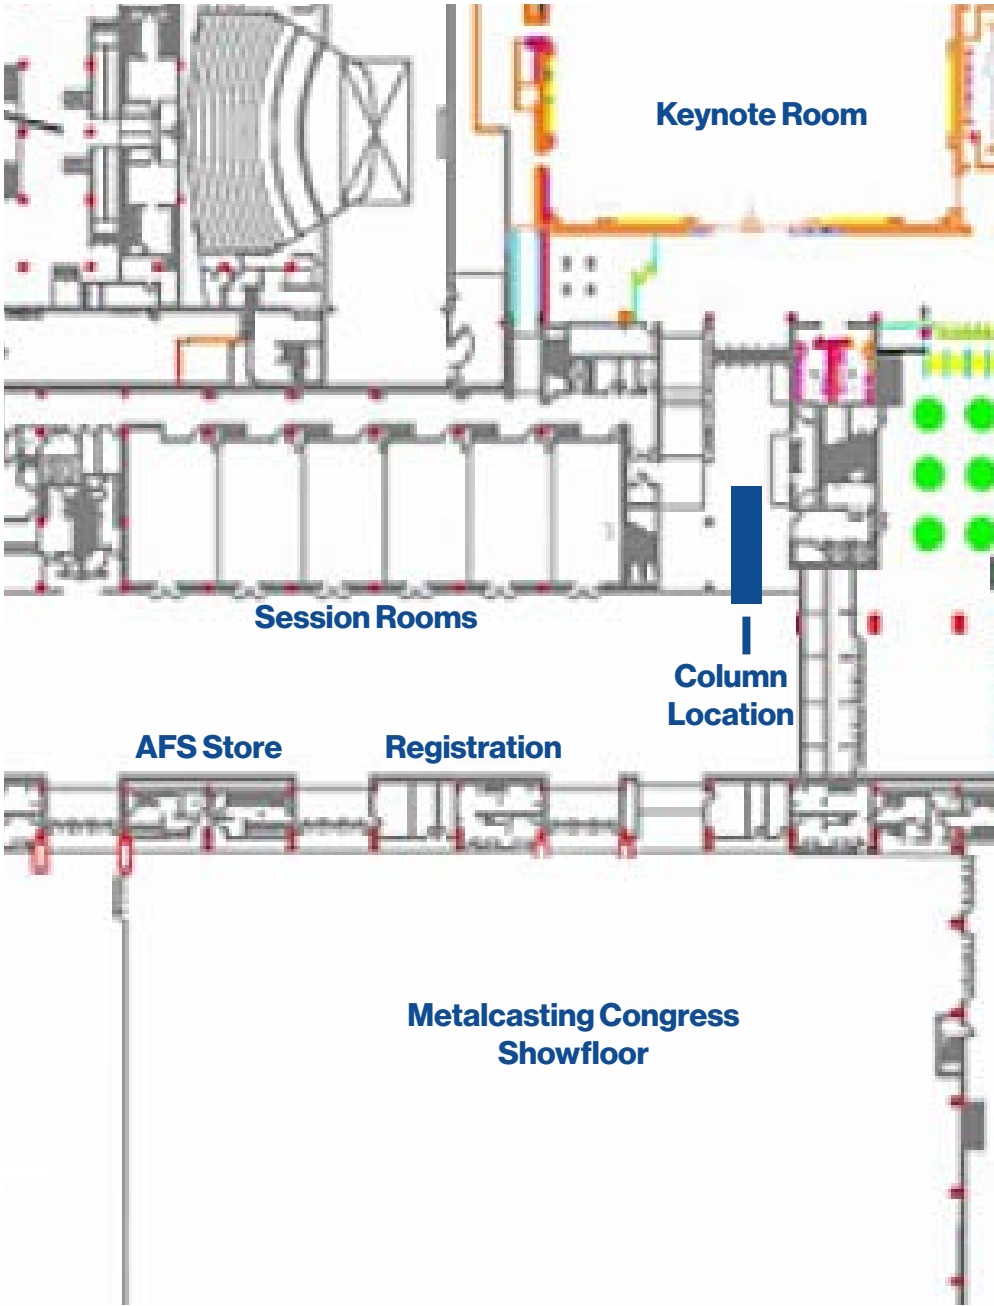 Keynote Room
Session Rooms
Column
Location
AFS Store
Registration
Metalcasting Congress
Showfloor